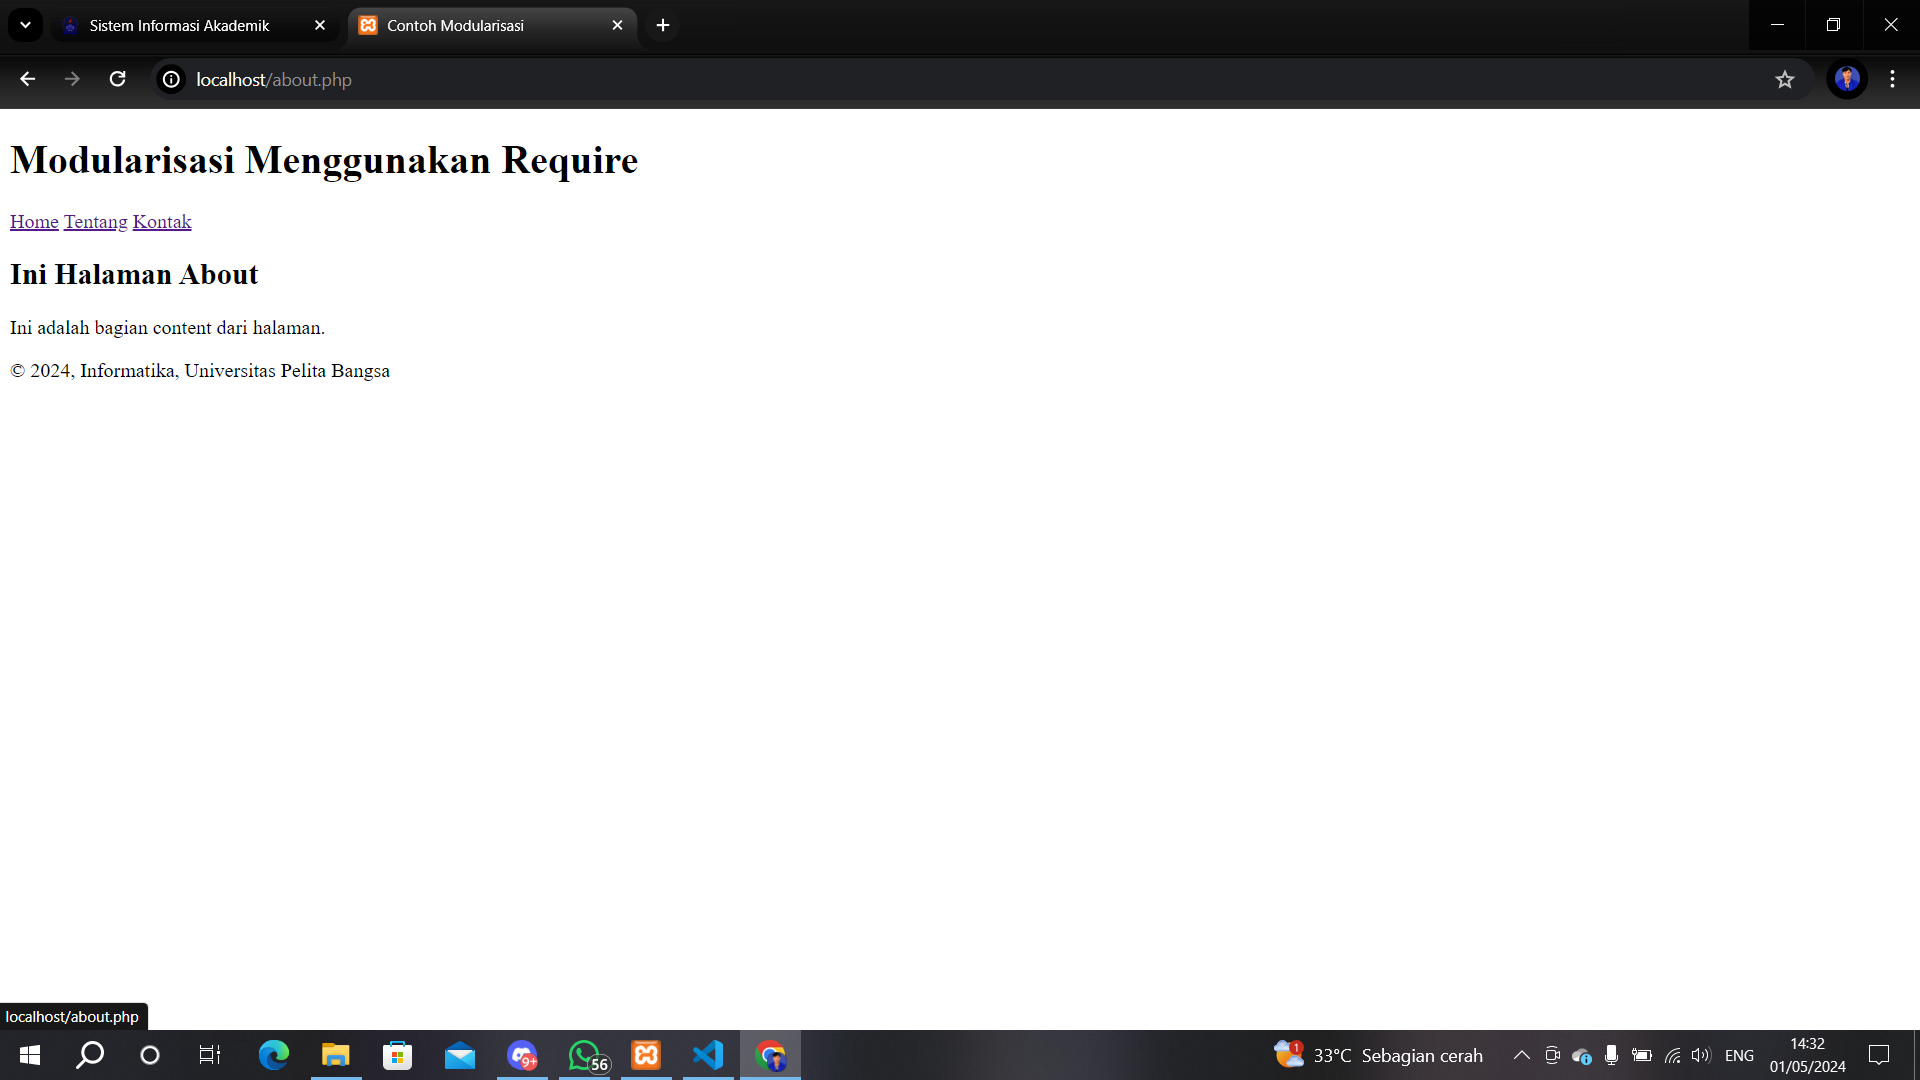 Sistem Informasi Akademik
Contoh Modularisasi
localhost/about.php
Modularisasi Menggunakan Require
Home Tentang Kontak
Ini Halaman About
Ini adalah bagian content dari halaman.
© 2024, Informatika, Universitas Pelita Bangsa
localhost/about.php
9+
56
1
33°C Sebagian cerah
ENG
14:32
01/05/2024